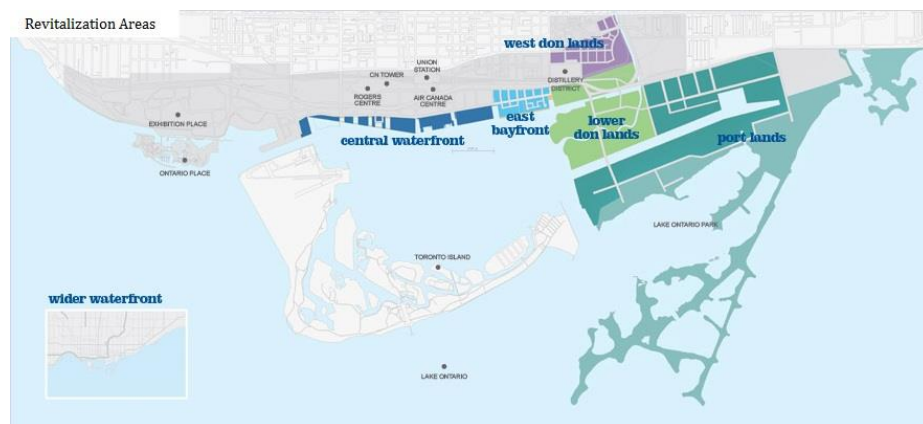 Revitalization Areas
west don lands
UNION
STATION
CN TOWER
DISTILLERY
DISTRICT
ROGERS
CENTRE
AIR CANADA
CENTRE
EXHIBITION PLACE
east
bayfront
lower
don lands
central waterfront
port lands
ONTARIO PLACE
LAKE ONTARIO PARK
TORONTO ISLAND
wider waterfront
LAKE ONTARIO